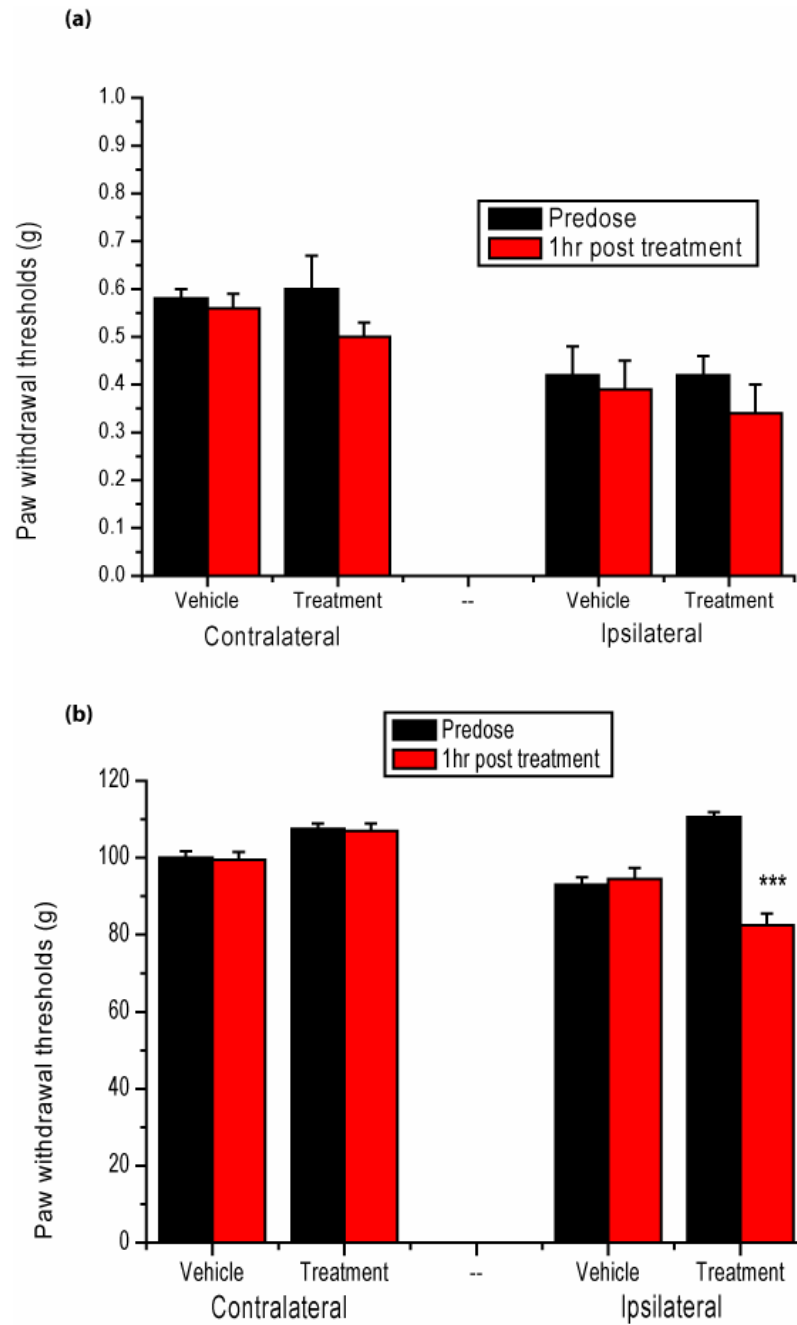 (a)
1.0
0.9
0.8
0.7
0.6
0.5
0.4
0.3
0.2
0.1
0.0
Paw withdrawal thresholds (g)
Predose
1hr post treatment
Vehicle Treatment -- Vehicle Treatment
Contralateral Ipsilateral
(b)
Predose
1hr post treatment
120
100
80
60
40
20
0
Paw withdrawal thresholds (g)
***
Vehicle Treatment -- Vehicle Treatment
Contralateral Ipsilateral